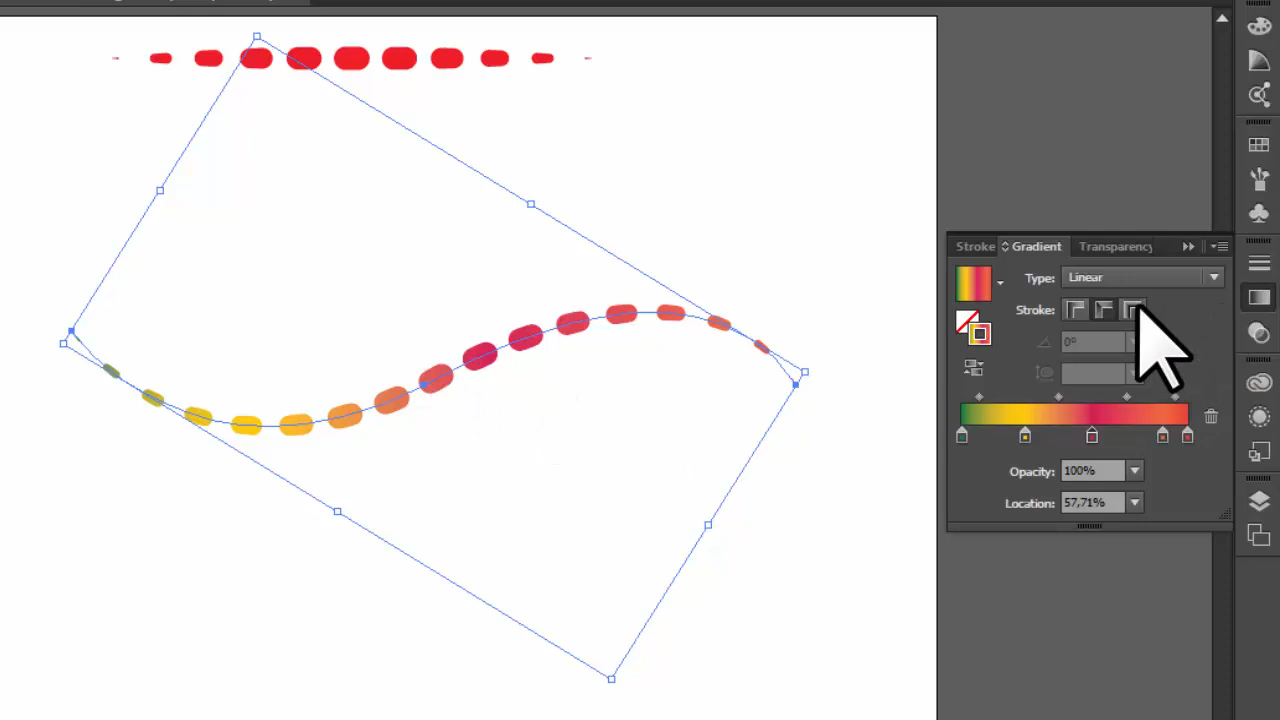 Stroke Gradient Transparency
Type: Linear
Stroke:
0°
Opacity: 100%
Location: 57,71%